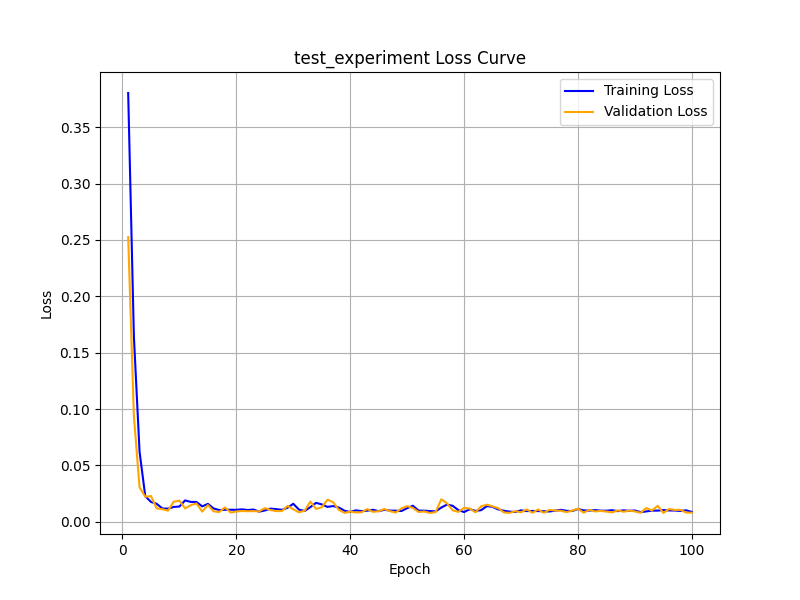 test_experiment Loss Curve
Training Loss
Validation Loss
0.35
0.30
0.25
0.20
0.15
0.10
0.05
0.00
Loss
0 20 40 60 80 100
Epoch